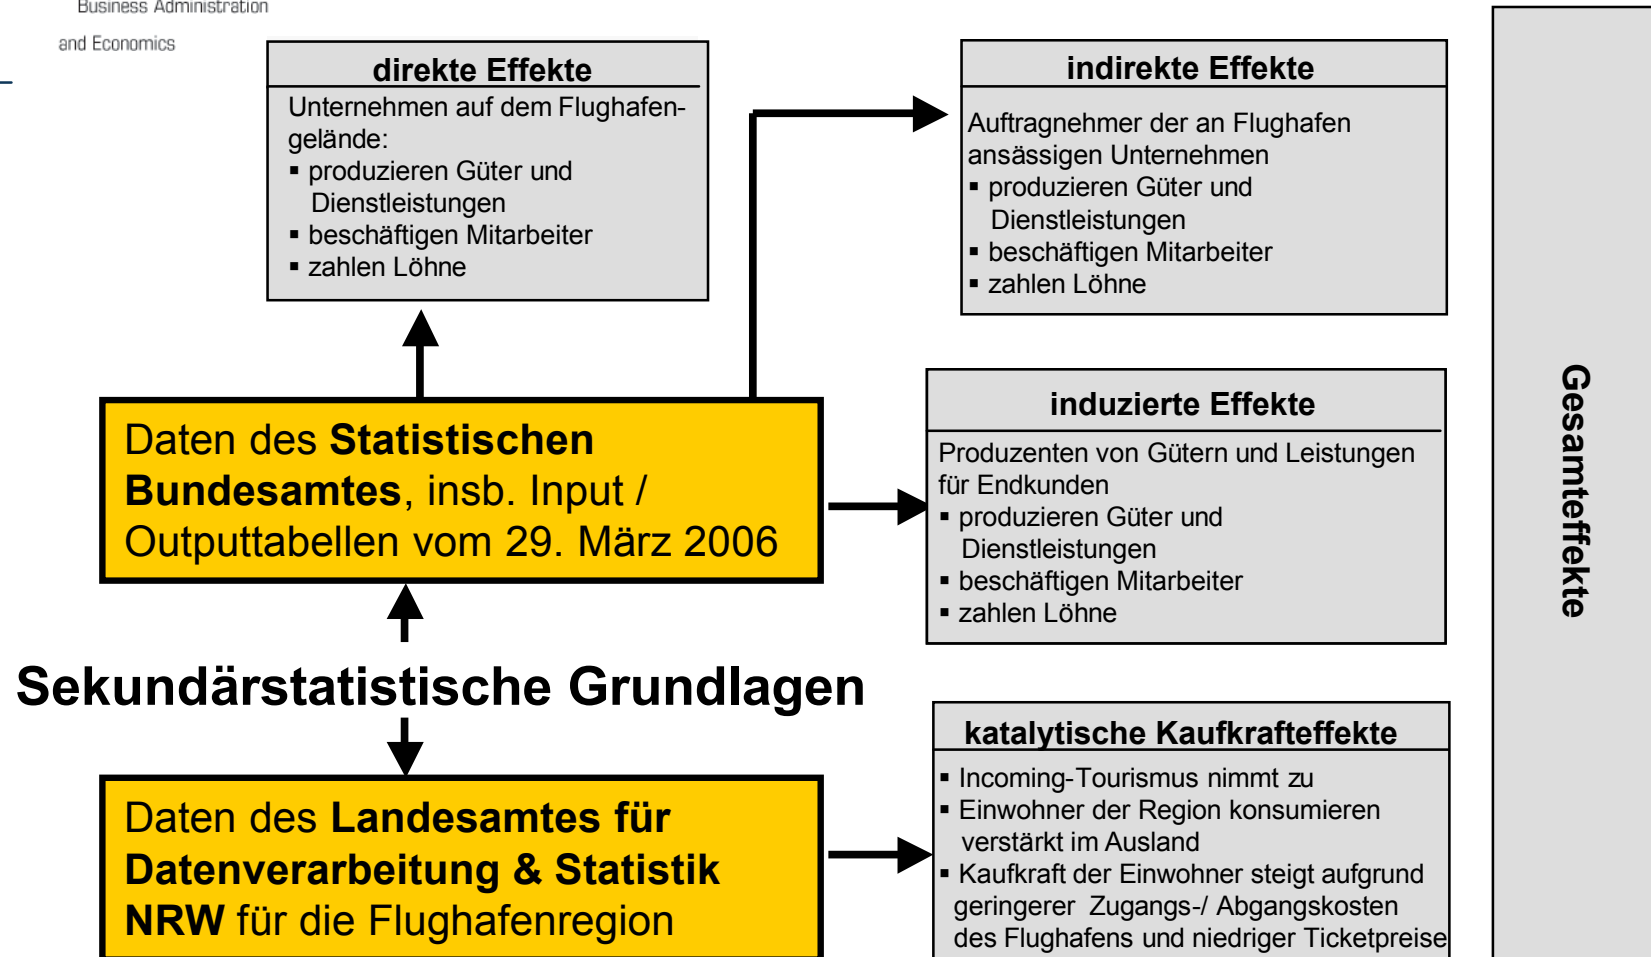 Business Administration
and Economics
direkte Effekte
Unternehmen auf dem Flughafen-
gelände:
▪ produzieren Güter und
Dienstleistungen
▪ beschäftigen Mitarbeiter
▪ zahlen Löhne
indirekte Effekte
Auftragnehmer der an Flughafen
ansässigen Unternehmen
▪ produzieren Güter und
Dienstleistungen
▪ beschäftigen Mitarbeiter
▪ zahlen Löhne
Daten des Statistischen
Bundesamtes, insb. Input /
Outputtabellen vom 29. März 2006
induzierte Effekte
Produzenten von Gütern und Leistungen
für Endkunden
▪ produzieren Güter und
Dienstleistungen
▪ beschäftigen Mitarbeiter
▪ zahlen Löhne
Sekundärstatistische Grundlagen
Daten des Landesamtes für
Datenverarbeitung & Statistik
NRW für die Flughafenregion
katalytische Kaufkrafteffekte
▪ Incoming-Tourismus nimmt zu
▪ Einwohner der Region konsumieren
verstärkt im Ausland
▪ Kaufkraft der Einwohner steigt aufgrund
geringerer Zugangs-/ Abgangskosten
des Flughafens und niedriger Ticketpreise
Gesamteffekte